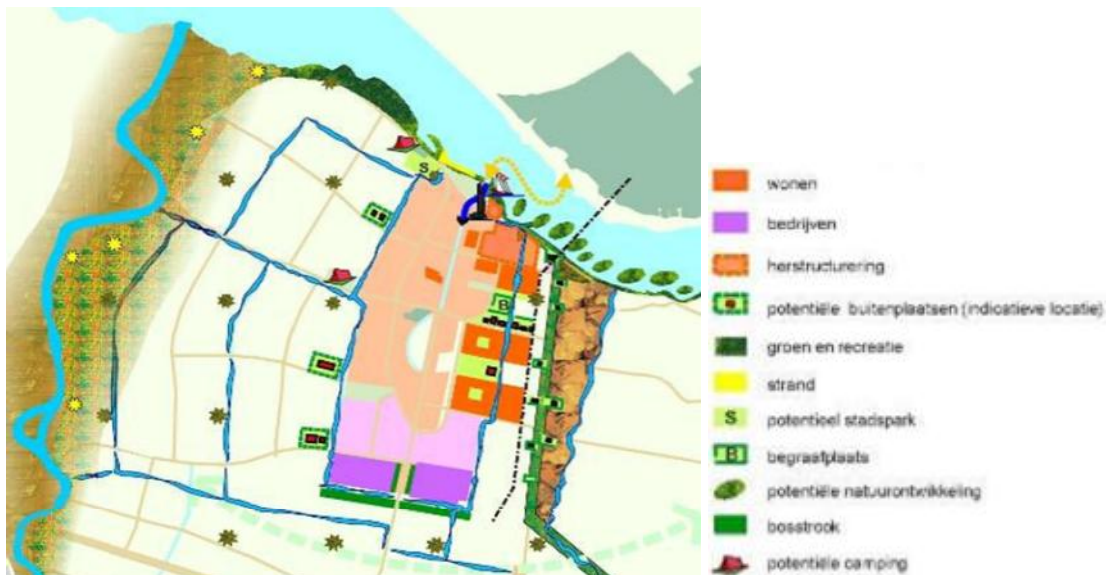 S
B
wonen
bedrijven
herstructurering
potentiële buitenplaatsen (indicatieve locatie)
groen en recreatie
strand
S potentieel stadspark
B begraafplaats
potentiële natuurontwikkeling
bosstrook
potentiële camping